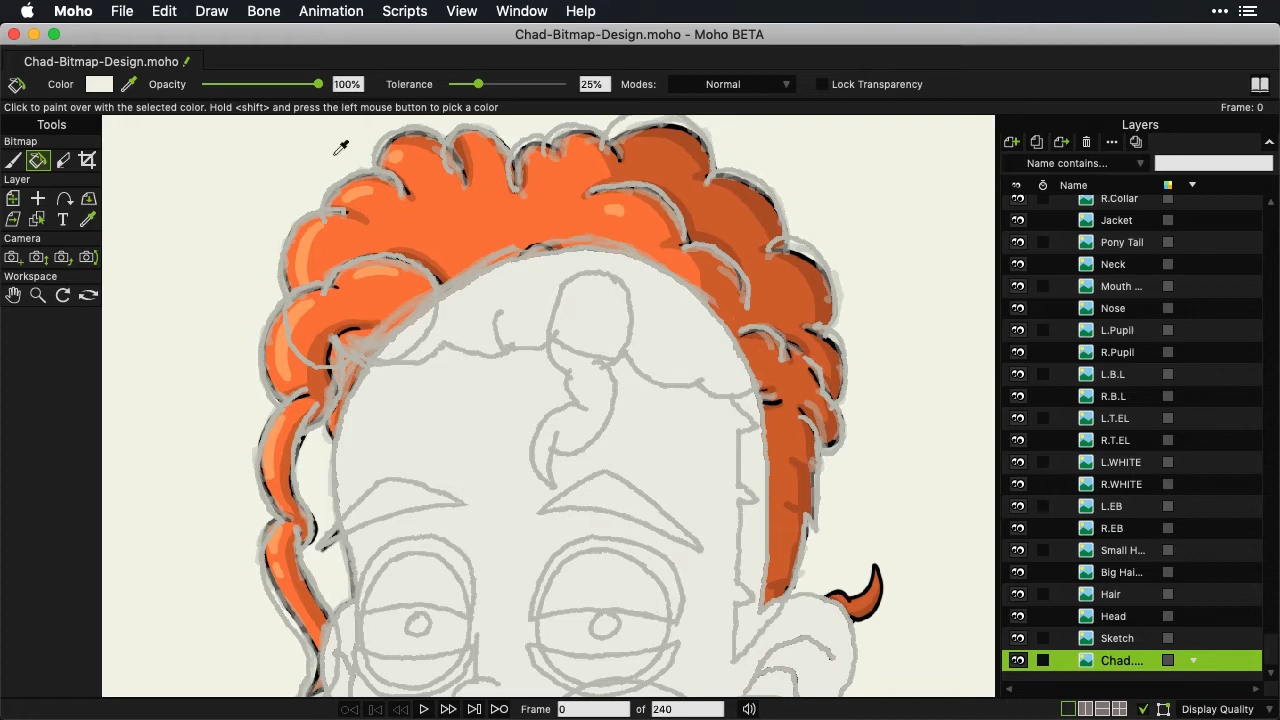 Moho File Edit Draw Bone Animation Scripts View Window Help
Chad-Bitmap-Design.moho - Moho BETA
Chad-Bitmap-Design.moho
Color Opacity 100% Tolerance 25% Modes: Normal Lock Transparency
Click to paint over with the selected color. Hold <shift> and press the left mouse button to pick a color Frame: 0
Tools
Bitmap
Layer
Camera
Workspace
Layers
Name contains...
Name
R.Collar
Jacket
Pony Tail
Neck
Mouth ...
Nose
L.Pupil
R.Pupil
L.B.L
R.B.L
L.T.EL
R.T.EL
L.WHITE
R.WHITE
L.EB
R.EB
Small H...
Big Hai...
Hair
Head
Sketch
Chad....
Frame 0 of 240 Display Quality